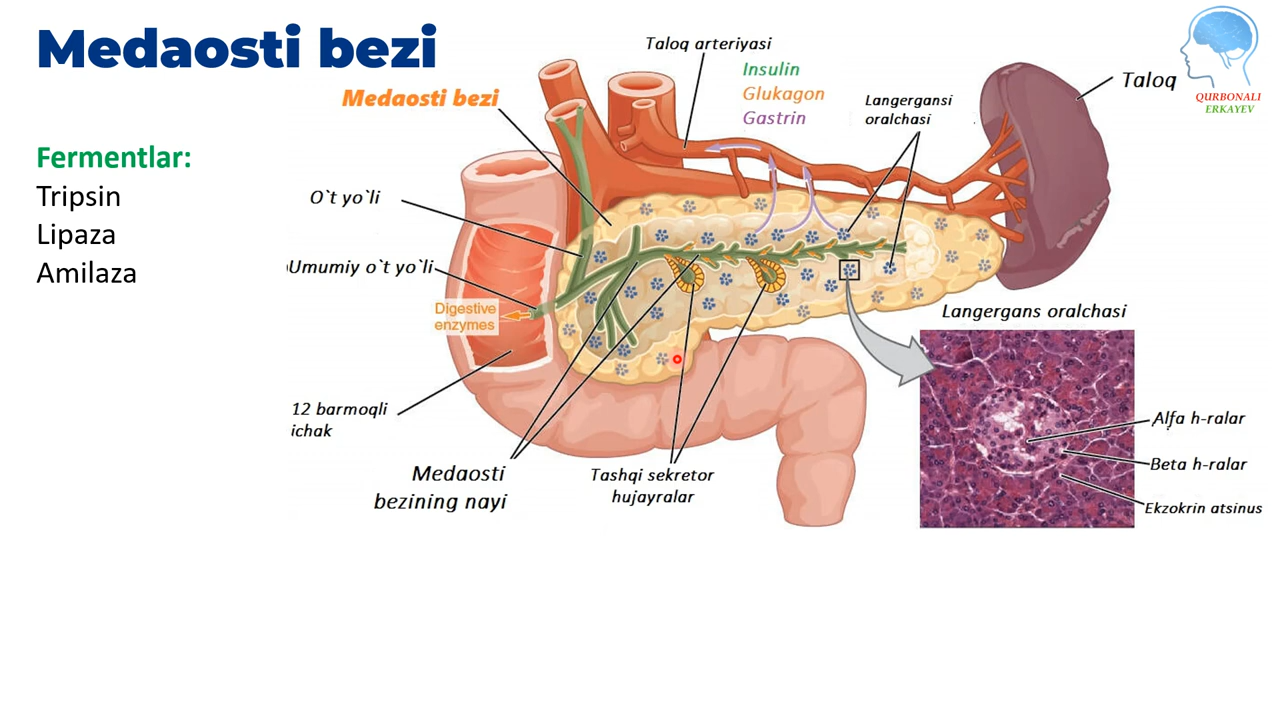 Medaosti bezi
Fermentlar:
Tripsin
Lipaza
Amilaza
Medaosti bezi
O`t yo`li
Umumiy o`t yo`li
Digestive
enzymes
12 barmoqli
ichak
Medaosti
bezining nayi
Tashqi sekretor
hujayralar
Taloq arteriyasi
Insulin
Glukagon
Gastrin
Langergansi
oralchasi
Taloq
QURBONALI
ERKAYEV
Langergans oralchasi
Alfa h-ralar
Beta h-ralar
Ekzokrin atsinus